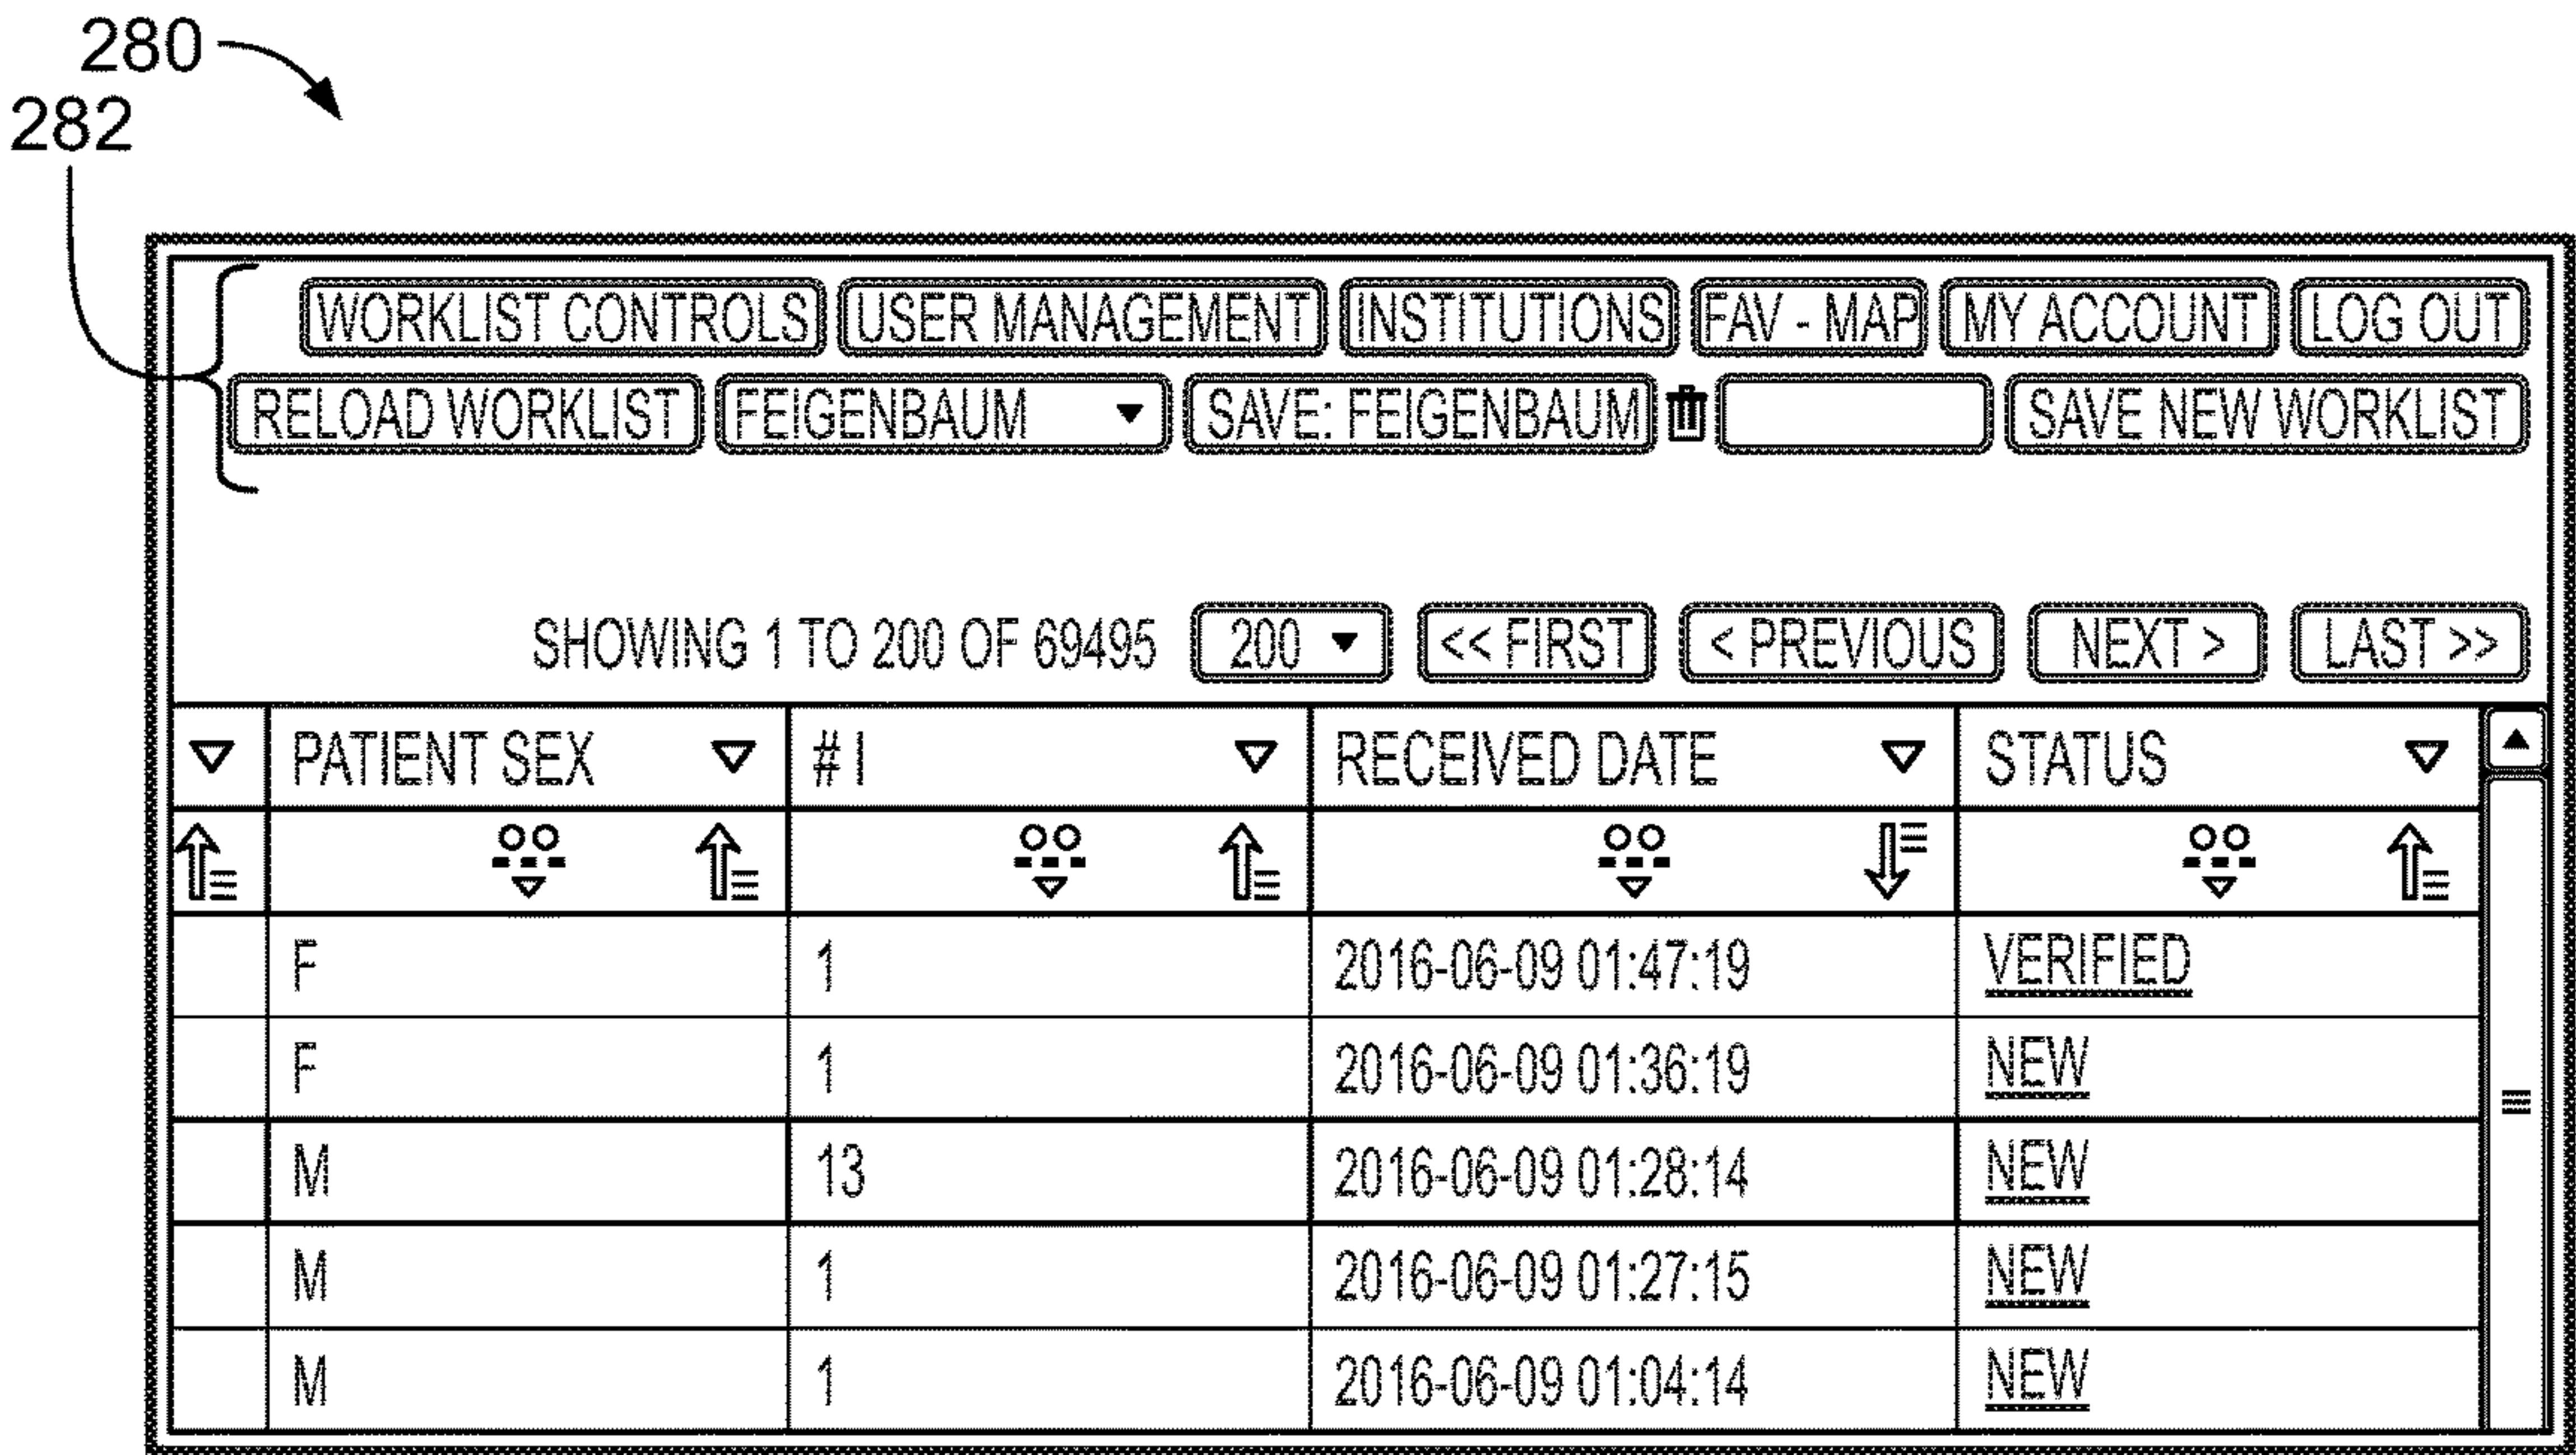 280
282
WORKLIST CONTROLS USER MANAGEMENT INSTITUTIONS FAV - MAP MY ACCOUNT LOG OUT
RELOAD WORKLIST FEIGENBAUM SAVE: FEIGENBAUM SAVE NEW WORKLIST
SHOWING 1 TO 200 OF 69495 200 << FIRST < PREVIOUS NEXT > LAST >>
PATIENT SEX # I RECEIVED DATE STATUS
F 1 2016-06-09 01:47:19 VERIFIED
F 1 2016-06-09 01:36:19 NEW
M 13 2016-06-09 01:28:14 NEW
M 1 2016-06-09 01:27:15 NEW
M 1 2016-06-09 01:04:14 NEW